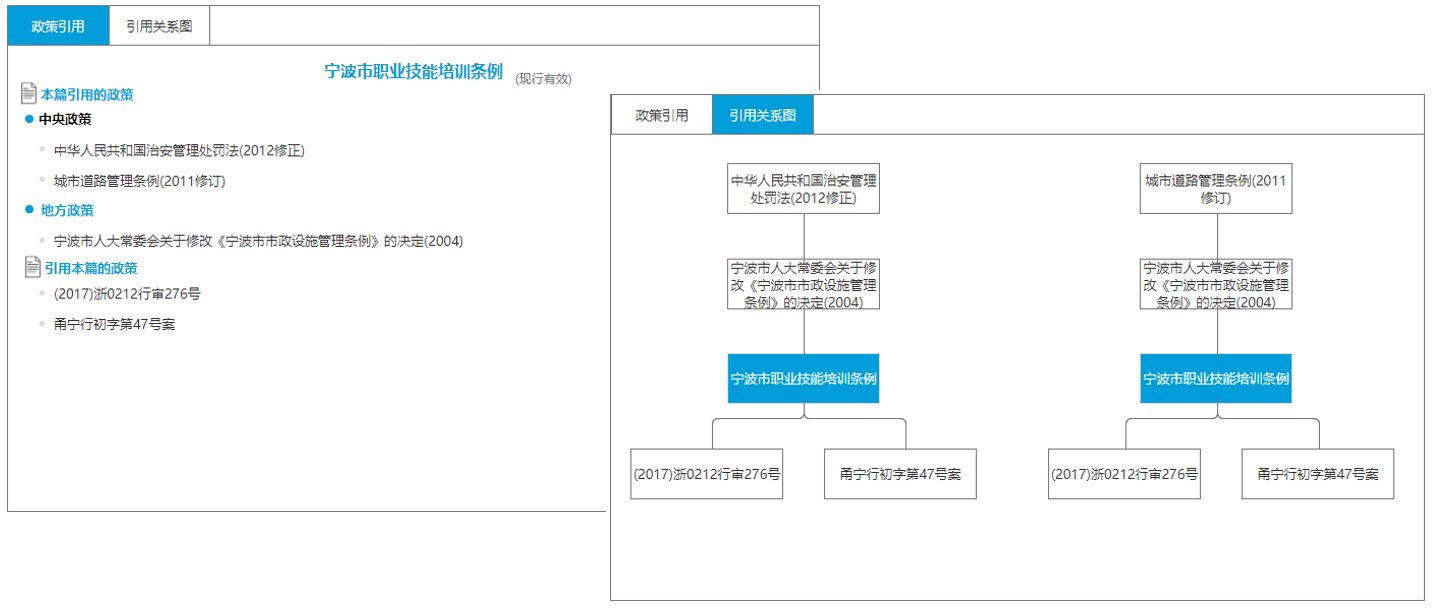 政策引用
引用关系图
宁波市职业技能培训条例 (现行有效)
本篇引用的政策
中央政策
中华人民共和国治安管理处罚法(2012修正)
城市道路管理条例(2011修订)
地方政策
宁波市人大常委会关于修改《宁波市市政设施管理条例》的决定(2004)
引用本篇的政策
(2017)浙0212行审276号
甬宁行初字第47号案
政策引用
引用关系图
中华人民共和国治安管理
处罚法(2012修正)
宁波市人大常委会关于修
改《宁波市市政设施管理
条例》的决定(2004)
宁波市职业技能培训条例
(2017)浙0212行审276号
甬宁行初字第47号案
城市道路管理条例(2011
修订)
宁波市人大常委会关于修
改《宁波市市政设施管理
条例》的决定(2004)
宁波市职业技能培训条例
(2017)浙0212行审276号
甬宁行初字第47号案